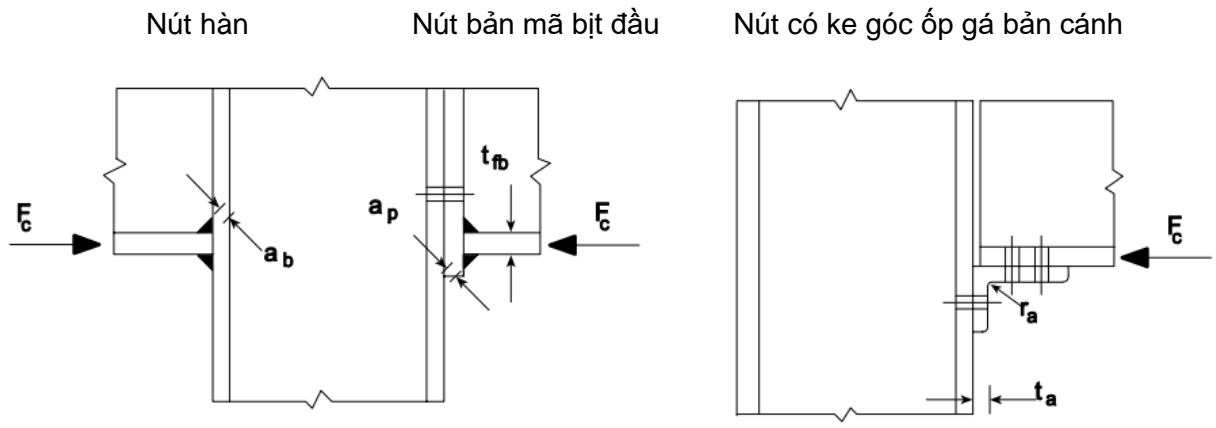 Nút hàn Nút bản mã bịt đầu Nút có ke góc ốp gá bản cánh
t_fb
F_c a_p F_c F_c
a_b
r_a
t_a